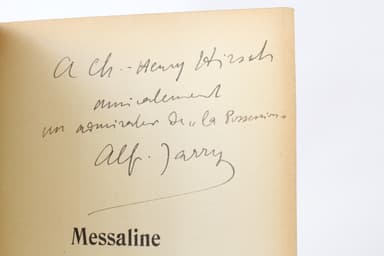 A Ch.-Henry Hirsch
amicalement
un admirateur de "la Possession"
Alf. Jarry
Messaline